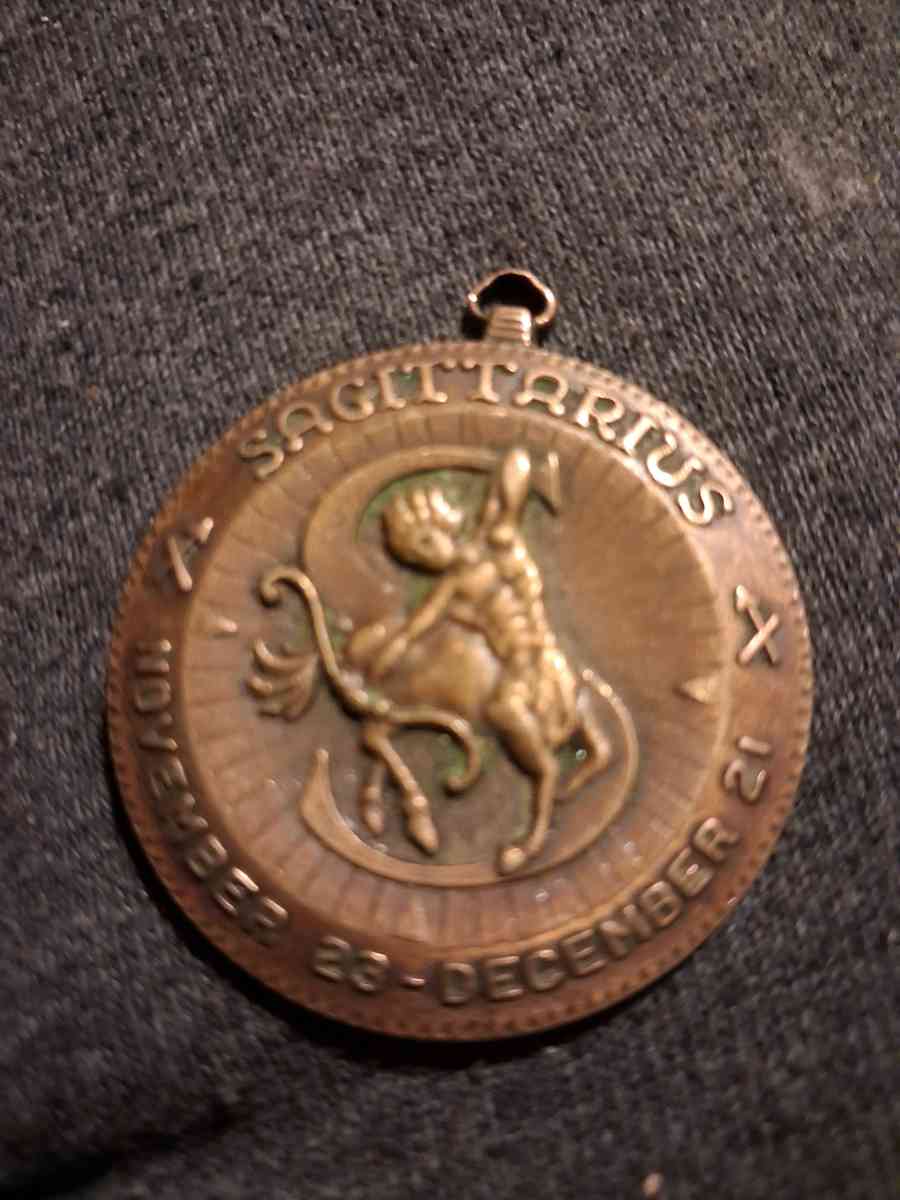 SAGITTARIUS
NOVEMBER 23 - DECEMBER 21